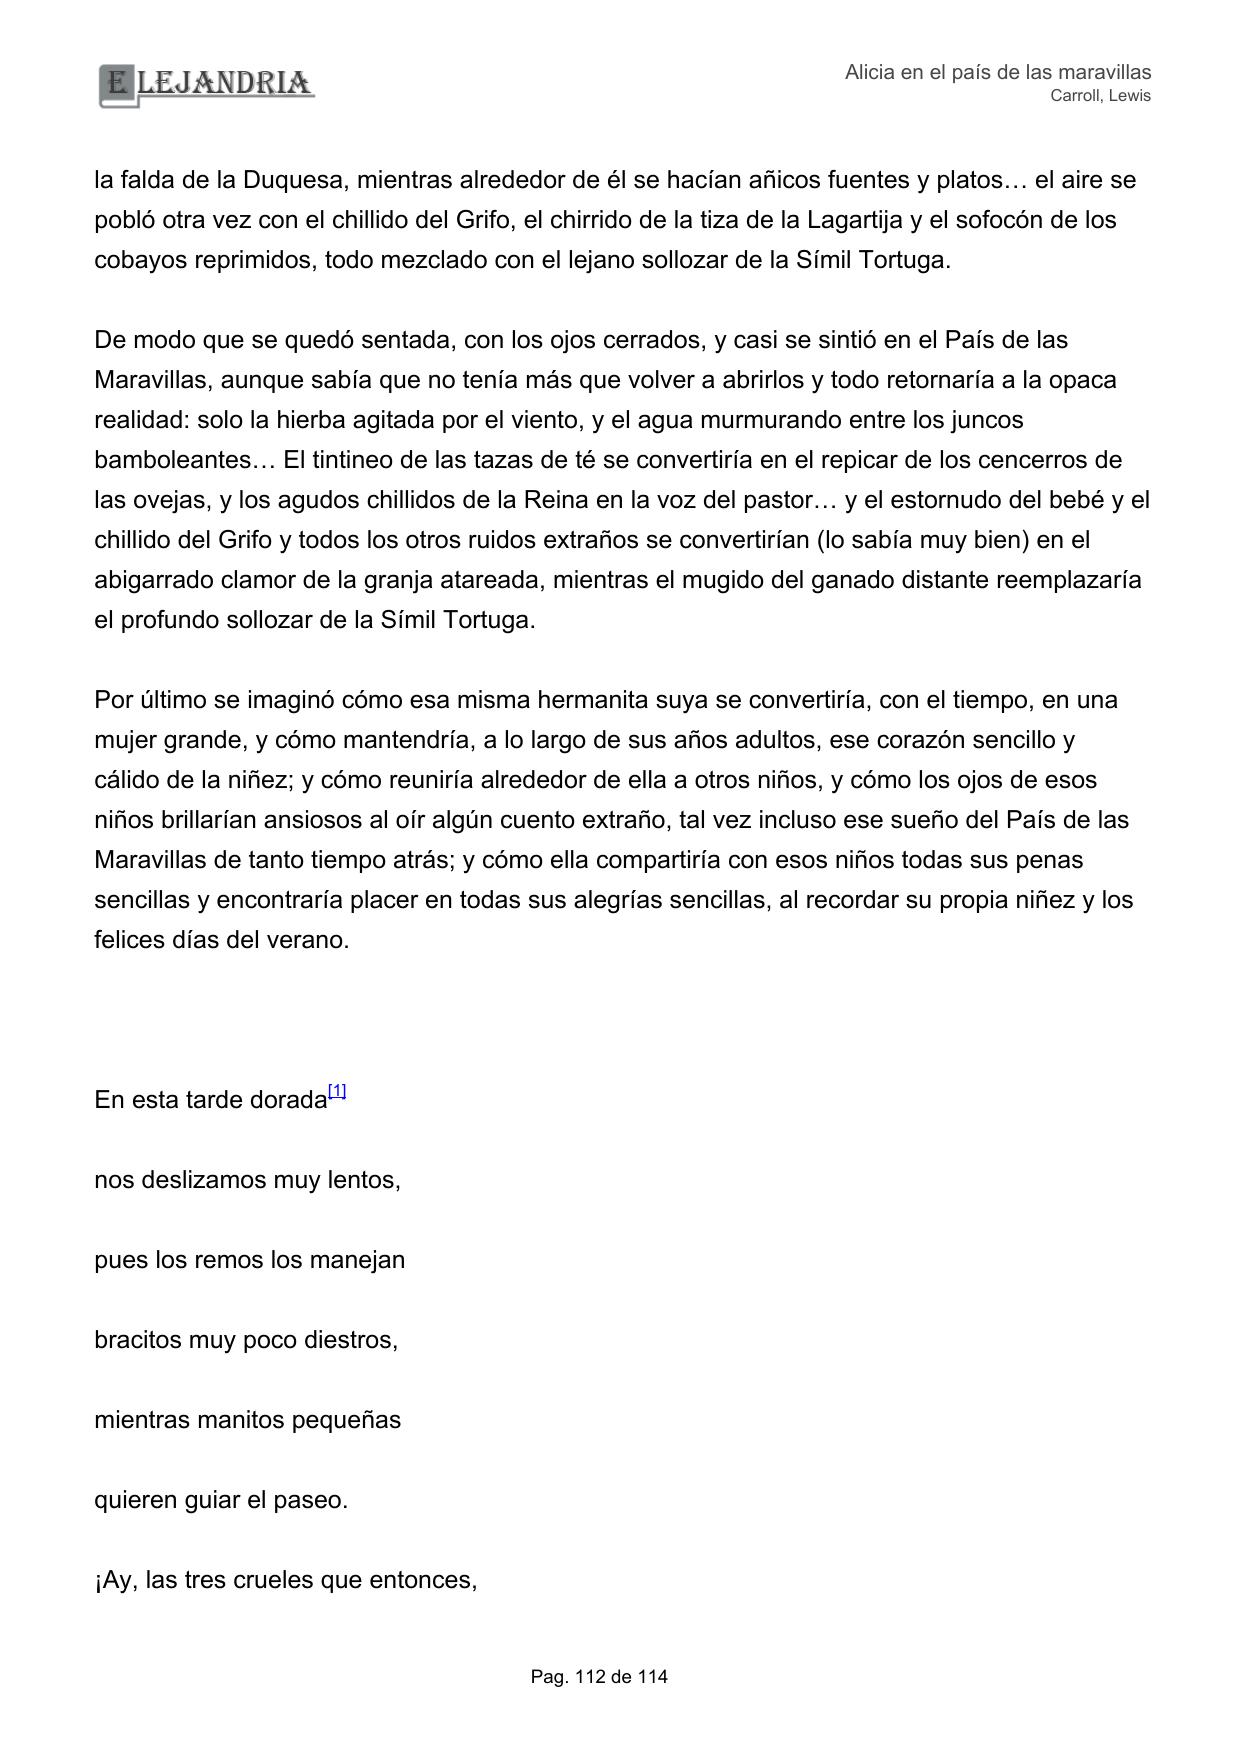 ELEJANDRIA
Alicia en el país de las maravillas
Carroll, Lewis
la falda de la Duquesa, mientras alrededor de él se hacían añicos fuentes y platos… el aire se
pobló otra vez con el chillido del Grifo, el chirrido de la tiza de la Lagartija y el sofocón de los
cobayos reprimidos, todo mezclado con el lejano sollozar de la Símil Tortuga.
De modo que se quedó sentada, con los ojos cerrados, y casi se sintió en el País de las
Maravillas, aunque sabía que no tenía más que volver a abrirlos y todo retornaría a la opaca
realidad: solo la hierba agitada por el viento, y el agua murmurando entre los juncos
bamboleantes… El tintineo de las tazas de té se convertiría en el repicar de los cencerros de
las ovejas, y los agudos chillidos de la Reina en la voz del pastor… y el estornudo del bebé y el
chillido del Grifo y todos los otros ruidos extraños se convertirían (lo sabía muy bien) en el
abigarrado clamor de la granja atareada, mientras el mugido del ganado distante reemplazaría
el profundo sollozar de la Símil Tortuga.
Por último se imaginó cómo esa misma hermanita suya se convertiría, con el tiempo, en una
mujer grande, y cómo mantendría, a lo largo de sus años adultos, ese corazón sencillo y
cálido de la niñez; y cómo reuniría alrededor de ella a otros niños, y cómo los ojos de esos
niños brillarían ansiosos al oír algún cuento extraño, tal vez incluso ese sueño del País de las
Maravillas de tanto tiempo atrás; y cómo ella compartiría con esos niños todas sus penas
sencillas y encontraría placer en todas sus alegrías sencillas, al recordar su propia niñez y los
felices días del verano.
En esta tarde dorada[1]
nos deslizamos muy lentos,
pues los remos los manejan
bracitos muy poco diestros,
mientras manitos pequeñas
quieren guiar el paseo.
¡Ay, las tres crueles que entonces,
Pag. 112 de 114